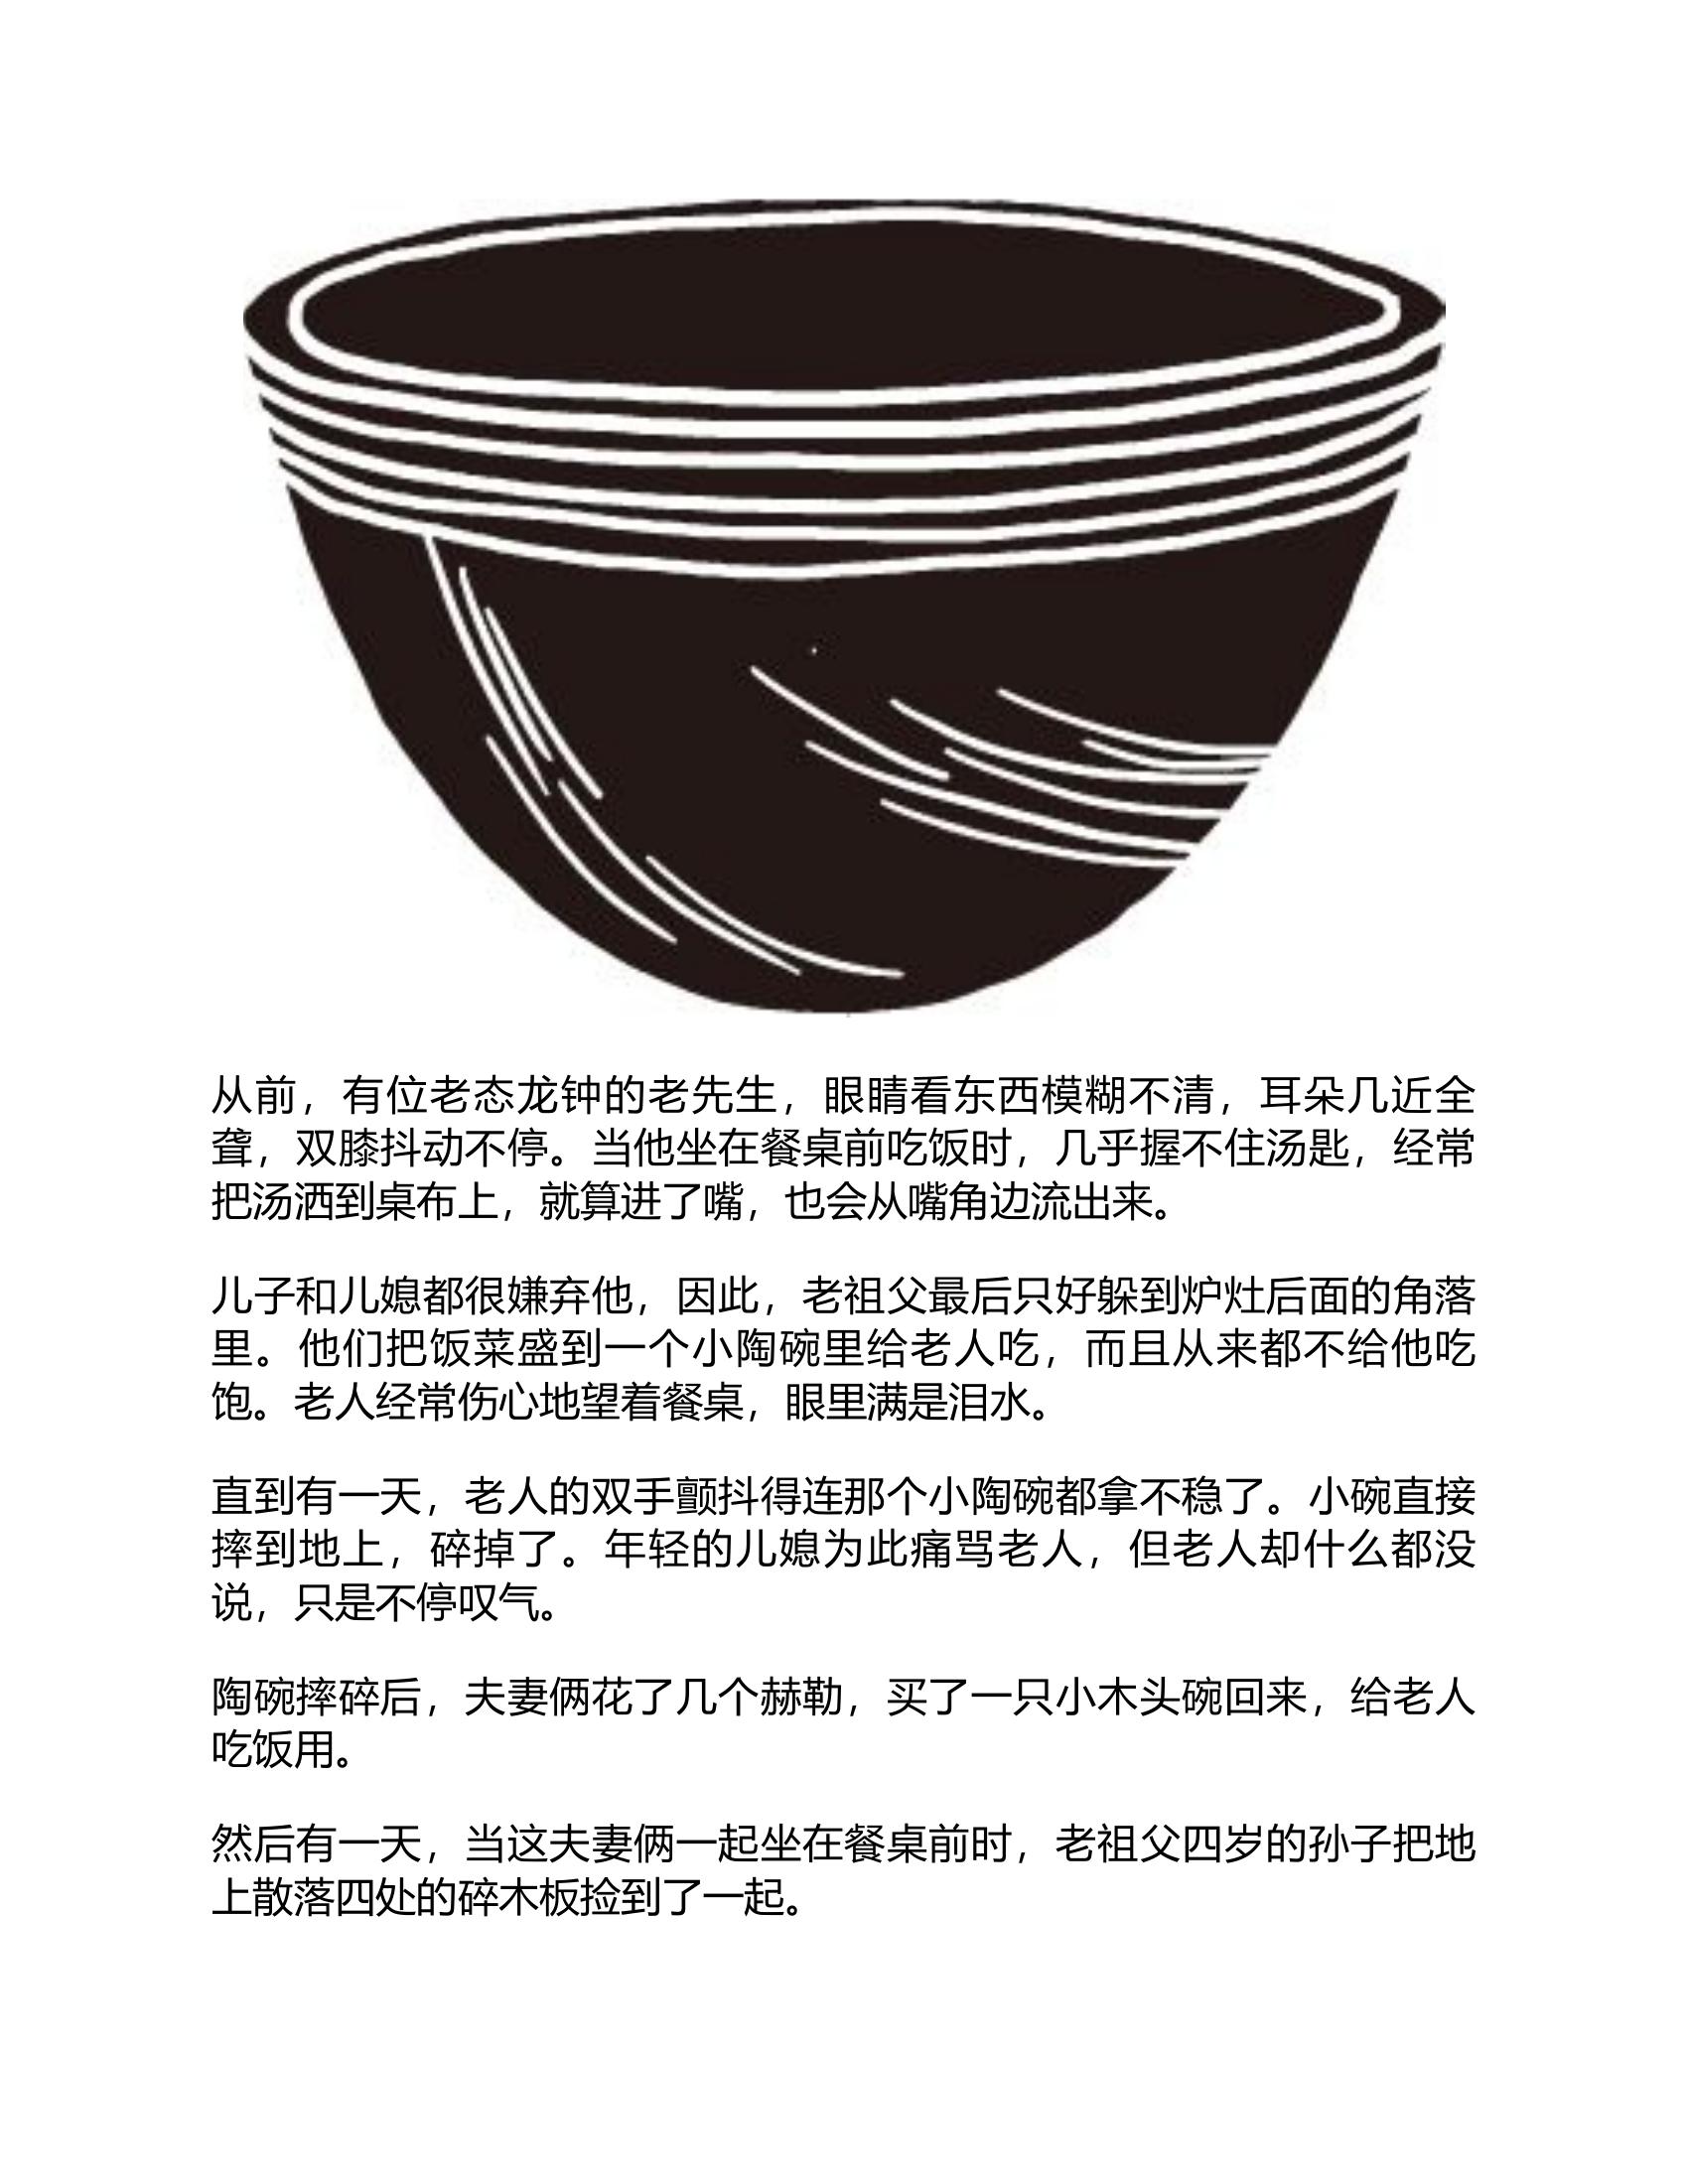 从前，有位老态龙钟的老先生，眼睛看东西模糊不清，耳朵几近全
聋，双膝抖动不停。当他坐在餐桌前吃饭时，几乎握不住汤匙，经常
把汤洒到桌布上，就算进了嘴，也会从嘴角边流出来。
儿子和儿媳都很嫌弃他，因此，老祖父最后只好躲到炉灶后面的角落
里。他们把饭菜盛到一个小陶碗里给老人吃，而且从来都不给他吃
饱。老人经常伤心地望着餐桌，眼里满是泪水。
直到有一天，老人的双手颤抖得连那个小陶碗都拿不稳了。小碗直接
摔到地上，碎掉了。年轻的儿媳为此痛骂老人，但老人却什么都没
说，只是不停叹气。
陶碗摔碎后，夫妻俩花了几个赫勒，买了一只小木头碗回来，给老人
吃饭用。
然后有一天，当这夫妻俩一起坐在餐桌前时，老祖父四岁的孙子把地
上散落四处的碎木板捡到了一起。